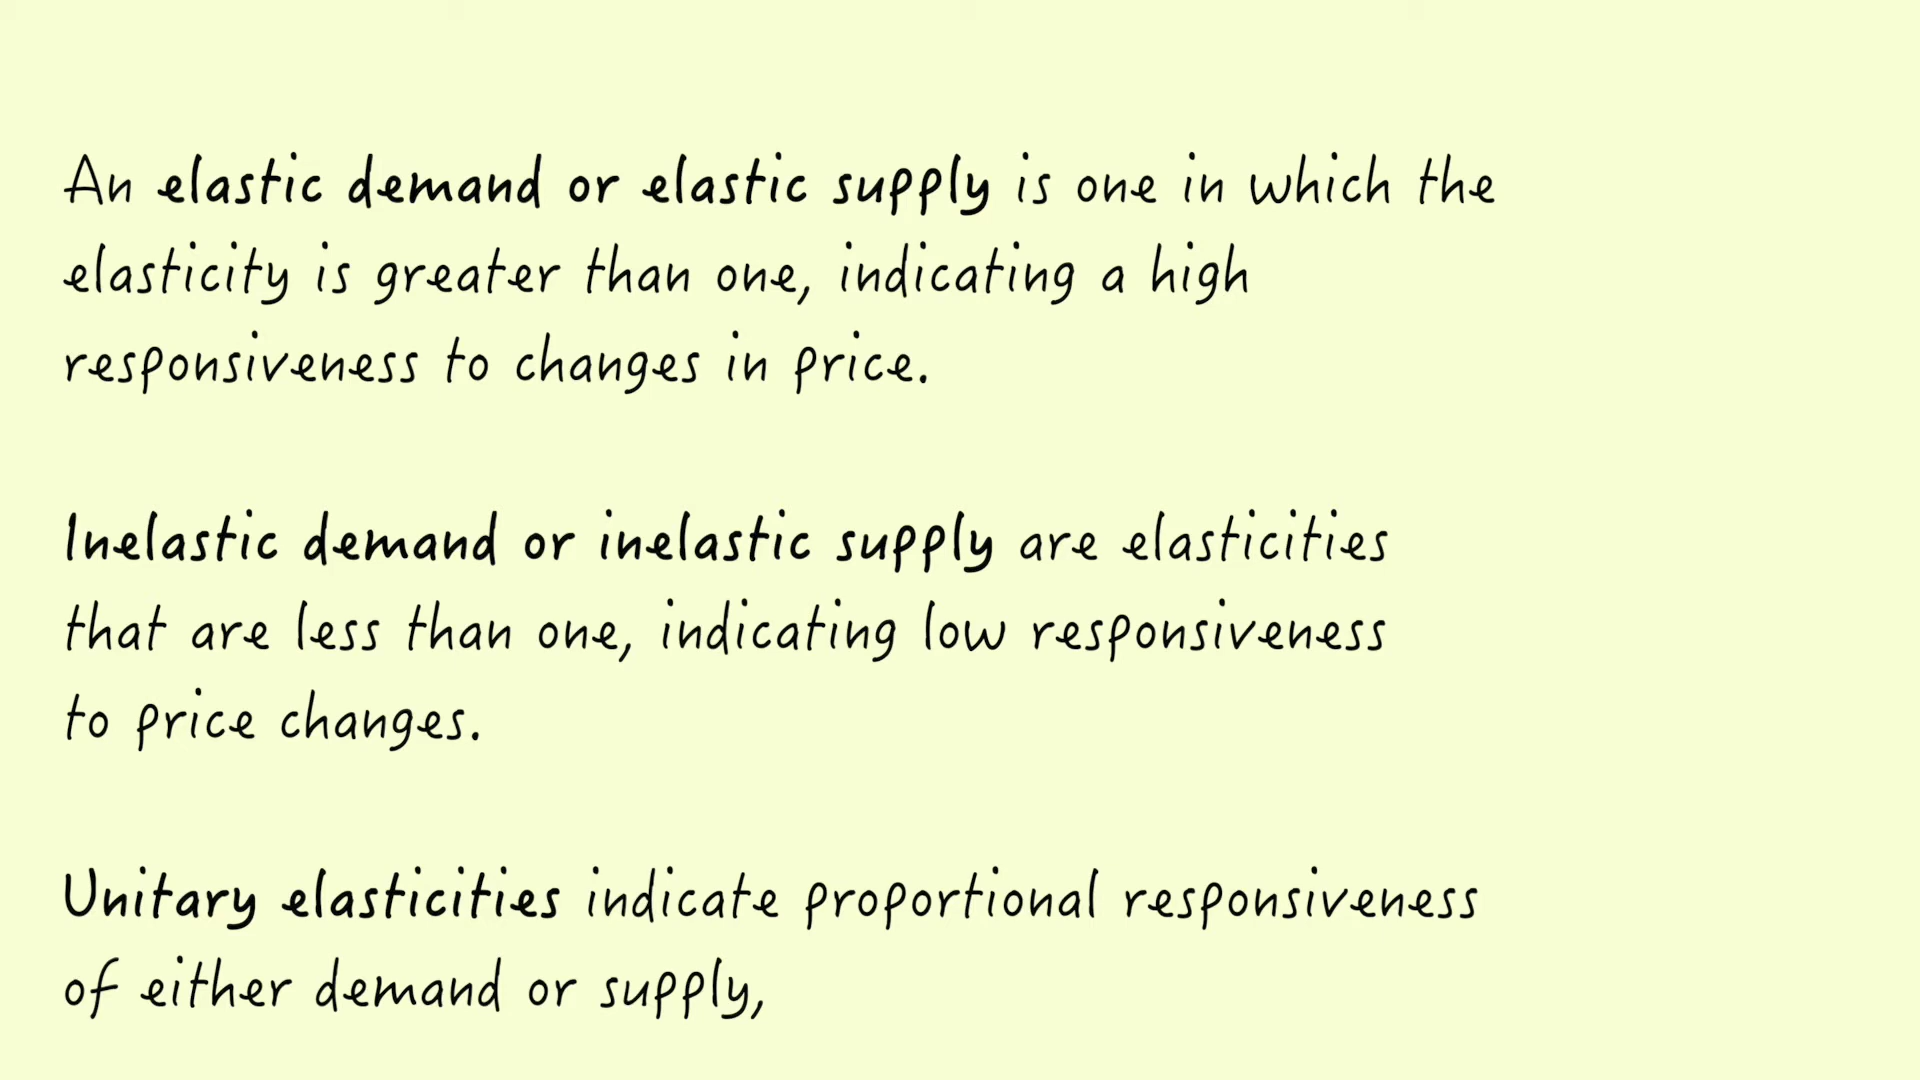 An elastic demand or elastic supply is one in which the
elasticity is greater than one, indicating a high
responsiveness to changes in price.
Inelastic demand or inelastic supply are elasticities
that are less than one, indicating low responsiveness
to price changes.
Unitary elasticities indicate proportional responsiveness
of either demand or supply,